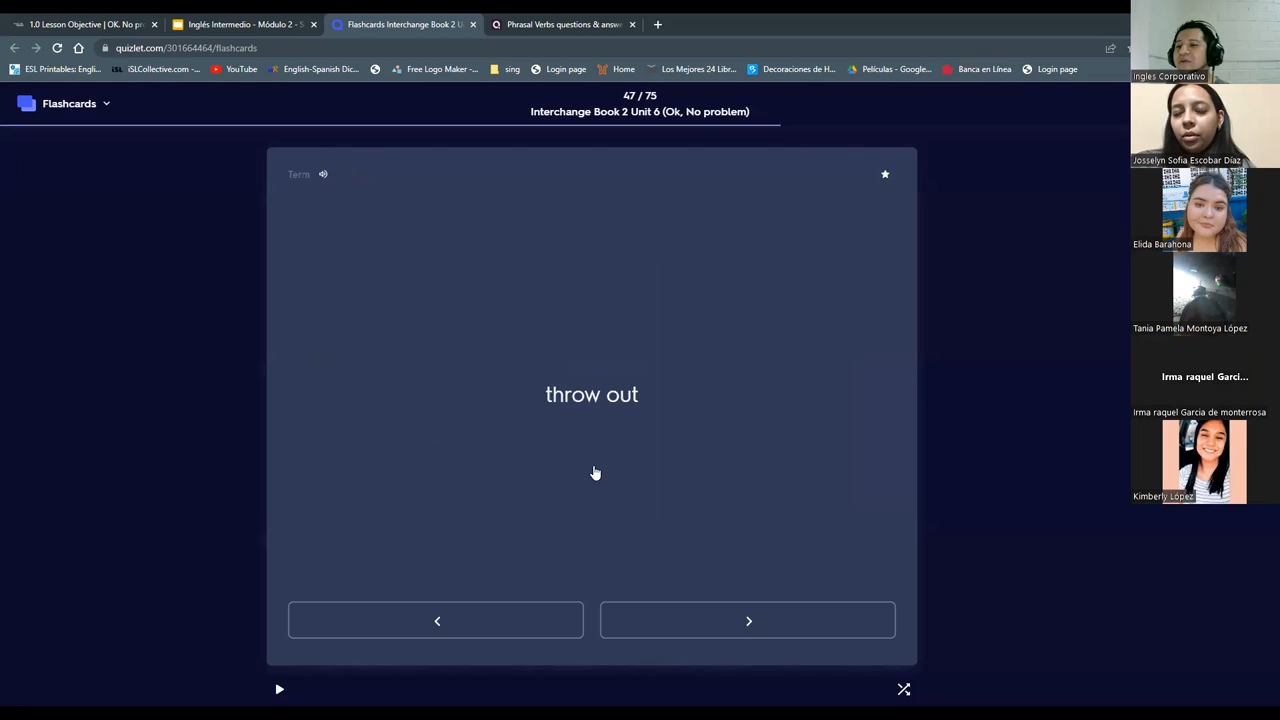 1.0 Lesson Objective | OK. No pr
Inglés Intermedio - Módulo 2 - S
Flashcards Interchange Book 2 U
Phrasal Verbs questions & answ
quizlet.com/301664464/flashcards
ESL Printables: Engli...
iSLCollective.com -...
YouTube
English-Spanish Dic...
Free Logo Maker -...
sing
Login page
Home
Los Mejores 24 Libr...
Decoraciones de H...
Películas - Google...
Banca en Línea
Login page
Flashcards
47 / 75
Interchange Book 2 Unit 6 (Ok, No problem)
Term
throw out
Ingles Corporativo
Josselyn Sofia Escobar Díaz
Elida Barahona
Tania Pamela Montoya López
Irma raquel Garci...
Irma raquel Garcia de monterrosa
Kimberly López